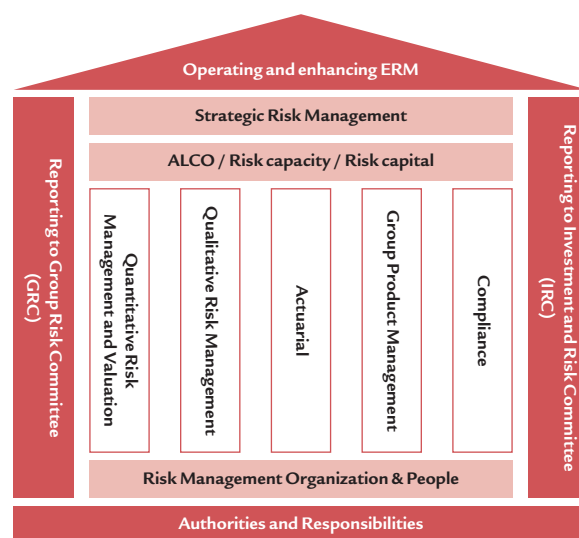 Operating and enhancing ERM
Reporting to Group Risk Committee
(GRC)
Strategic Risk Management
ALCO / Risk capacity / Risk capital
Quantitative Risk
Management and Valuation
Qualitative Risk Management
Actuarial
Group Product Management
Compliance
Risk Management Organization & People
Reporting to Investment and Risk Committee
(IRC)
Authorities and Responsibilities